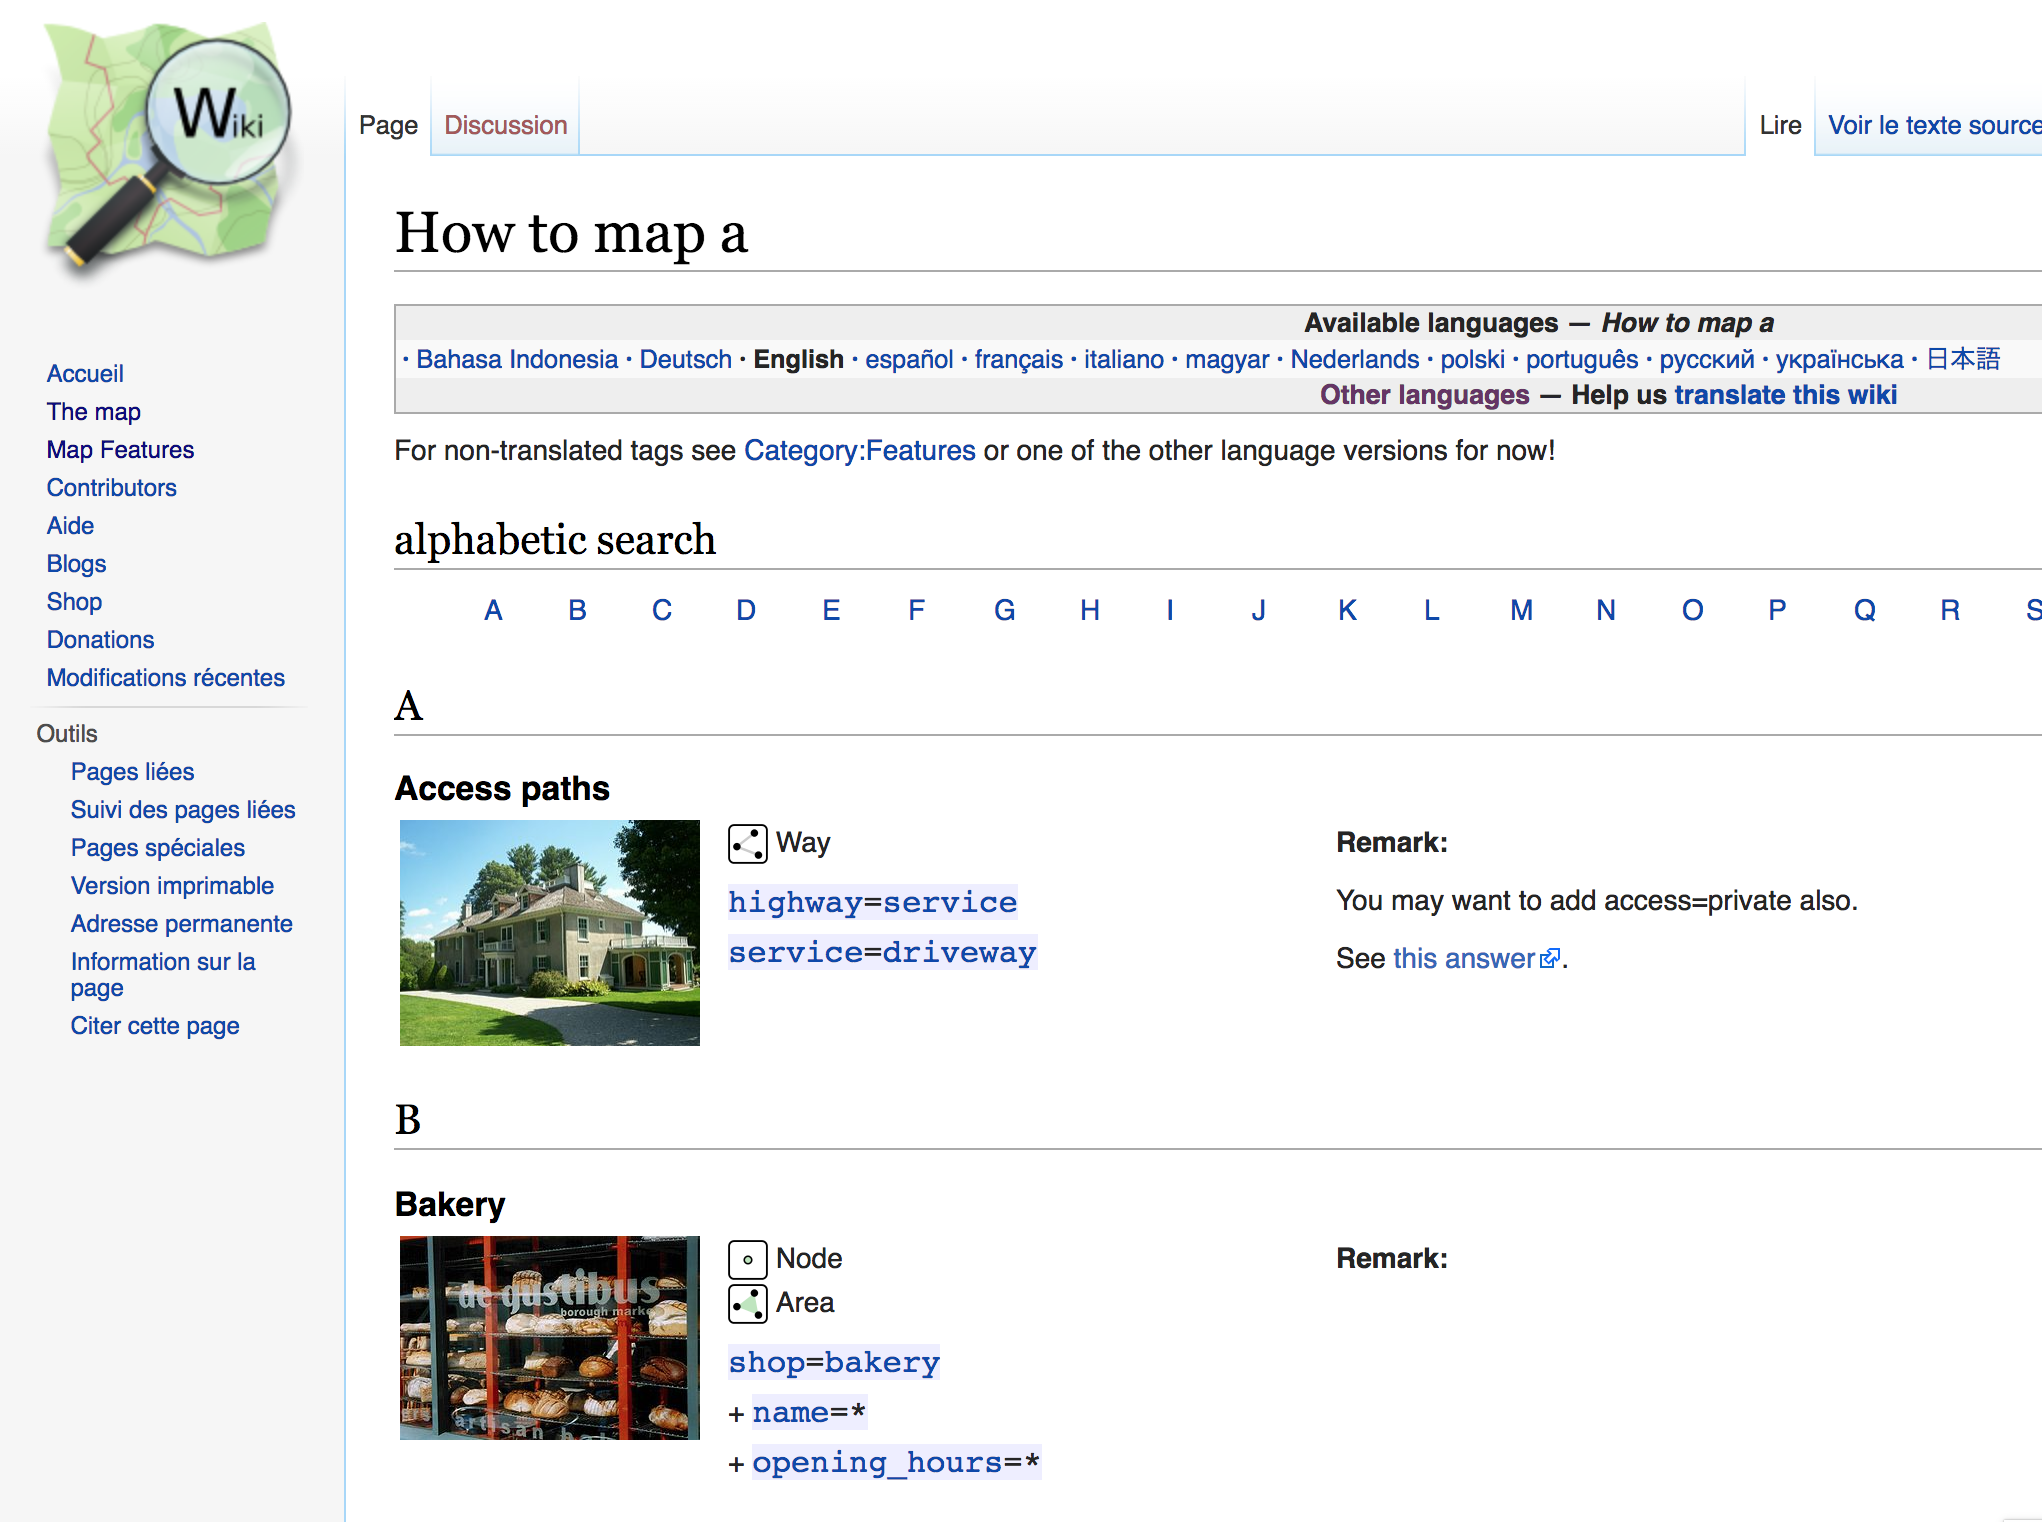 Wiki
Page
Discussion
Lire
Voir le texte source
How to map a
Available languages — How to map a
· Bahasa Indonesia · Deutsch · English · español · français · italiano · magyar · Nederlands · polski · português · русский · українська · 日本語
Other languages — Help us translate this wiki
For non-translated tags see Category:Features or one of the other language versions for now!
alphabetic search
A B C D E F G H I J K L M N O P Q R S
A
Access paths
Way
highway=service
service=driveway
Remark:
You may want to add access=private also.
See this answer.
B
Bakery
de gustibus
borough marke
artisan
Node
Area
shop=bakery
+ name=*
+ opening_hours=*
Remark:
Accueil
The map
Map Features
Contributors
Aide
Blogs
Shop
Donations
Modifications récentes
Outils
Pages liées
Suivi des pages liées
Pages spéciales
Version imprimable
Adresse permanente
Information sur la
page
Citer cette page